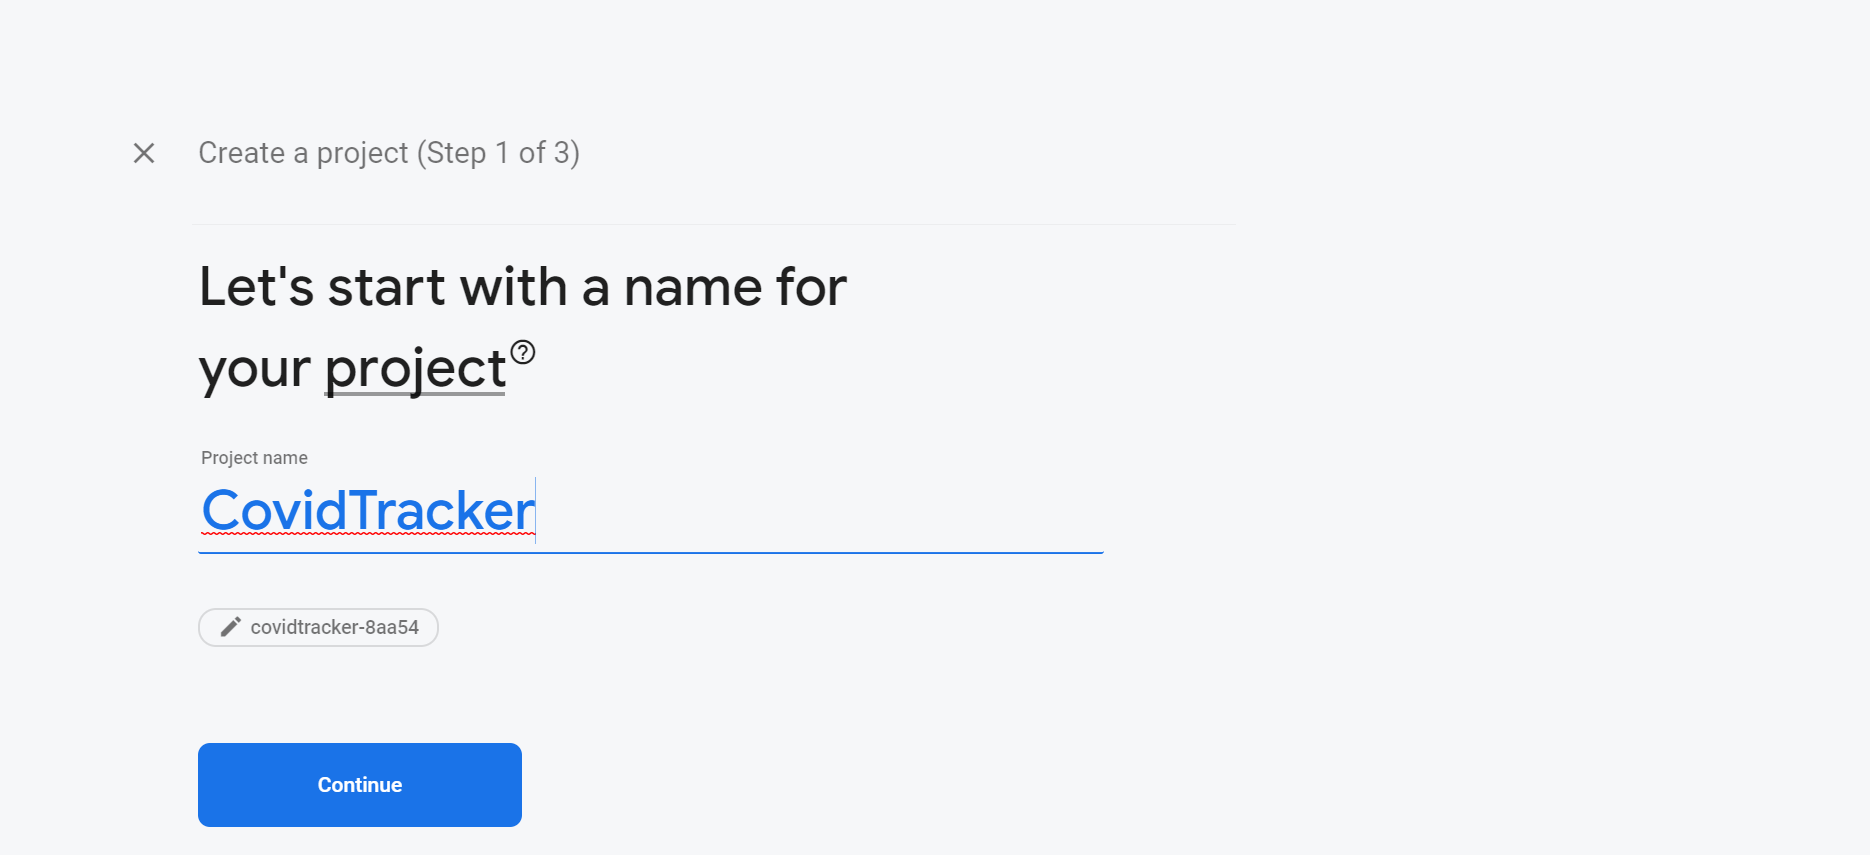 Create a project (Step 1 of 3)
Let's start with a name for
your project
Project name
CovidTracker
covidtracker-8aa54
Continue